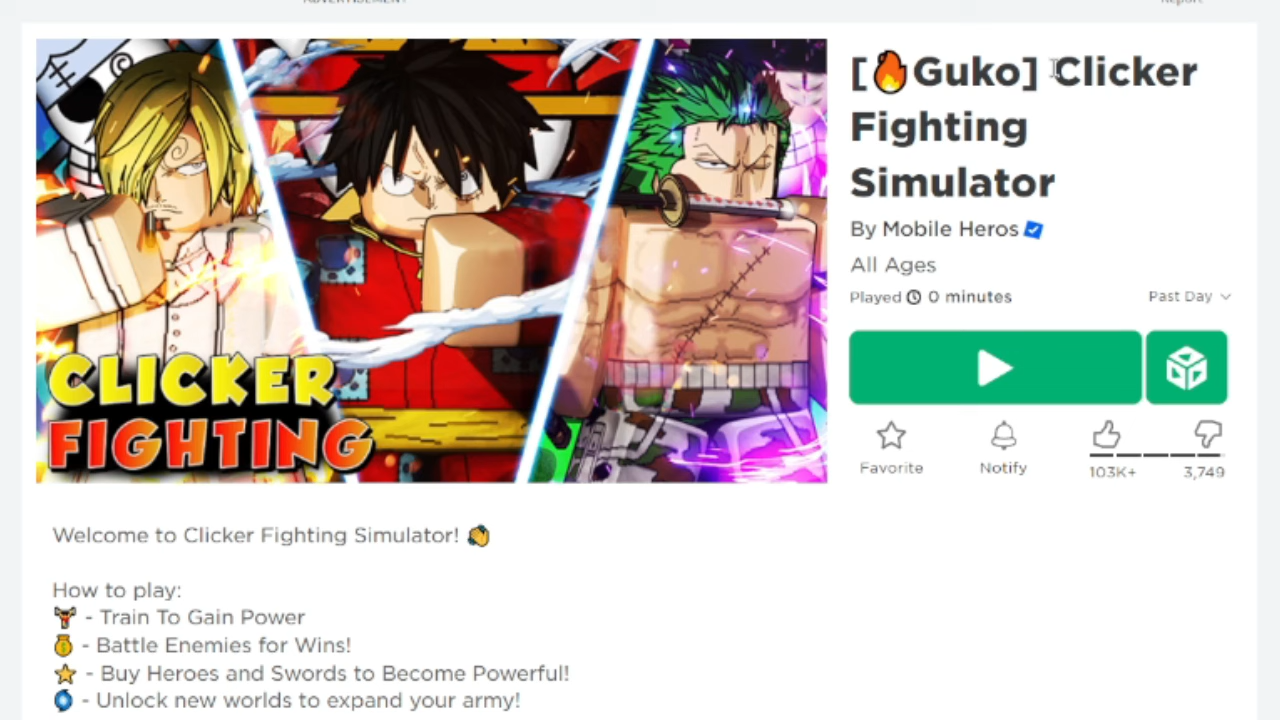 ADVERTISEMENT
Report
CLICKER
FIGHTING
[🔥Guko] Clicker
Fighting
Simulator
By Mobile Heros
All Ages
Played 0 minutes
Past Day
Favorite
Notify
103K+
3,749
Welcome to Clicker Fighting Simulator! 👏
How to play:
🏋 - Train To Gain Power
💰 - Battle Enemies for Wins!
⭐ - Buy Heroes and Swords to Become Powerful!
🌀 - Unlock new worlds to expand your army!